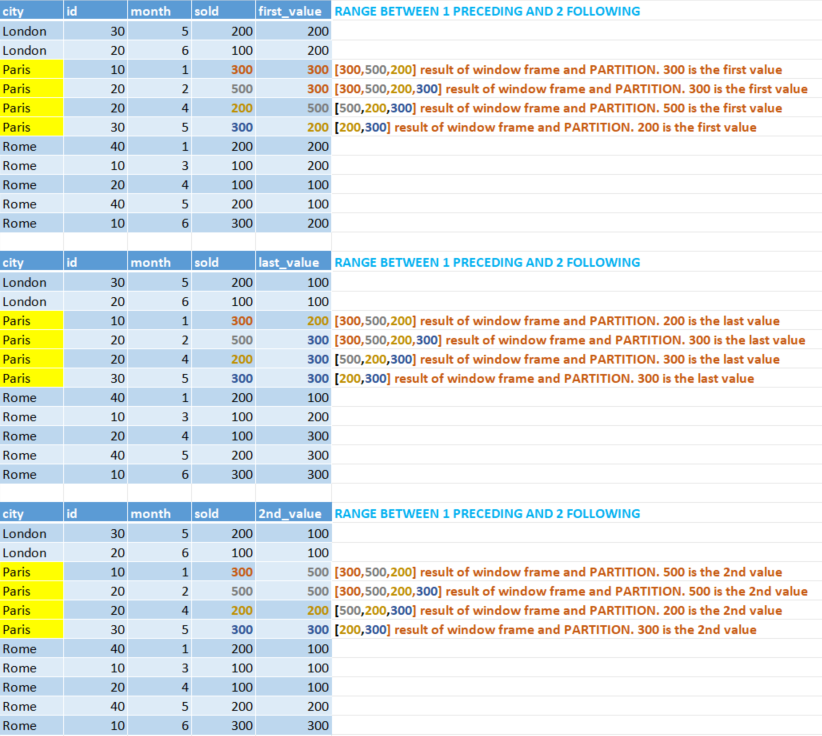 city id month sold first_value RANGE BETWEEN 1 PRECEDING AND 2 FOLLOWING
London 30 5 200 200
London 20 6 100 200
Paris 10 1 300 300 [300,500,200] result of window frame and PARTITION. 300 is the first value
Paris 20 2 500 300 [300,500,200,300] result of window frame and PARTITION. 300 is the first value
Paris 20 4 200 500 [500,200,300] result of window frame and PARTITION. 500 is the first value
Paris 30 5 300 200 [200,300] result of window frame and PARTITION. 200 is the first value
Rome 40 1 200 200
Rome 10 3 100 200
Rome 20 4 100 100
Rome 40 5 200 100
Rome 10 6 300 200
city id month sold last_value RANGE BETWEEN 1 PRECEDING AND 2 FOLLOWING
London 30 5 200 100
London 20 6 100 100
Paris 10 1 300 200 [300,500,200] result of window frame and PARTITION. 200 is the last value
Paris 20 2 500 300 [300,500,200,300] result of window frame and PARTITION. 300 is the last value
Paris 20 4 200 300 [500,200,300] result of window frame and PARTITION. 300 is the last value
Paris 30 5 300 300 [200,300] result of window frame and PARTITION. 300 is the last value
Rome 40 1 200 100
Rome 10 3 100 200
Rome 20 4 100 300
Rome 40 5 200 300
Rome 10 6 300 300
city id month sold 2nd_value RANGE BETWEEN 1 PRECEDING AND 2 FOLLOWING
London 30 5 200 100
London 20 6 100 100
Paris 10 1 300 500 [300,500,200] result of window frame and PARTITION. 500 is the 2nd value
Paris 20 2 500 500 [300,500,200,300] result of window frame and PARTITION. 500 is the 2nd value
Paris 20 4 200 200 [500,200,300] result of window frame and PARTITION. 200 is the 2nd value
Paris 30 5 300 300 [200,300] result of window frame and PARTITION. 300 is the 2nd value
Rome 40 1 200 100
Rome 10 3 100 100
Rome 20 4 100 100
Rome 40 5 200 200
Rome 10 6 300 300